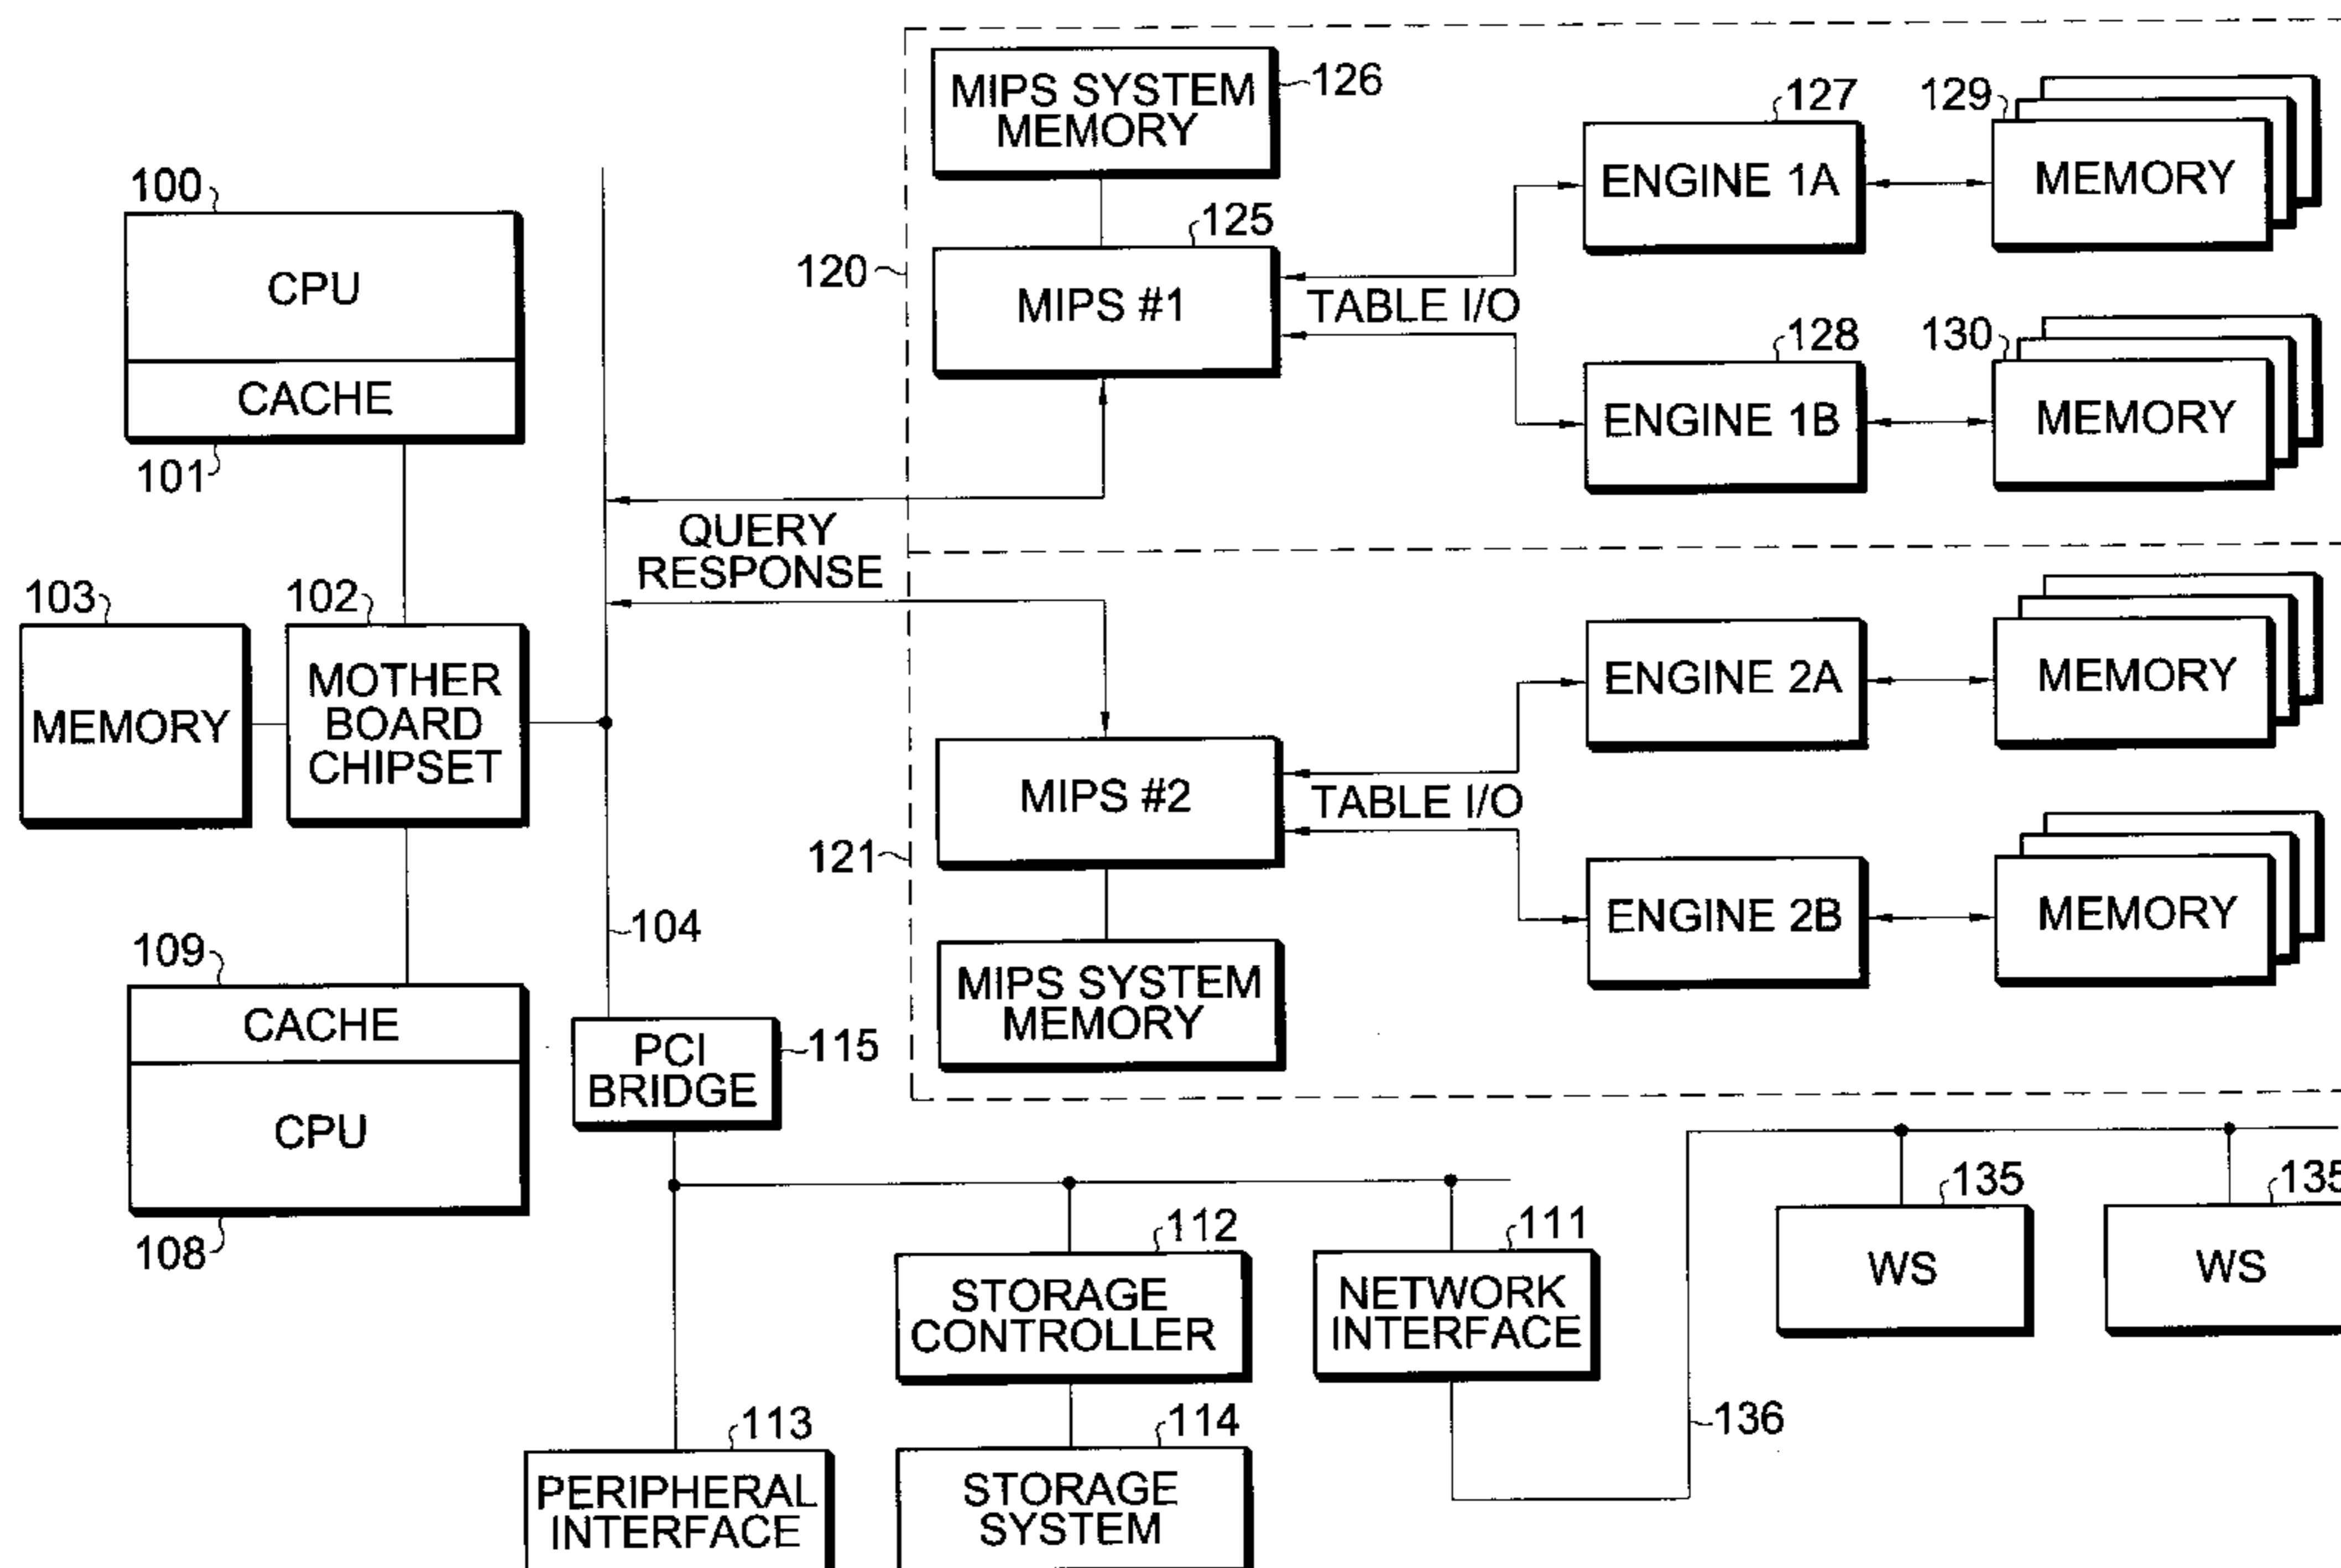 100
CPU
CACHE
101
103
MEMORY
102
MOTHER
BOARD
CHIPSET
109
CACHE
CPU
108
104
PCI
BRIDGE
115
QUERY
RESPONSE
120
MIPS SYSTEM
MEMORY
126
125
MIPS #1
TABLE I/O
127
ENGINE 1A
129
MEMORY
128
ENGINE 1B
130
MEMORY
121
MIPS #2
TABLE I/O
MIPS SYSTEM
MEMORY
ENGINE 2A
MEMORY
ENGINE 2B
MEMORY
113
PERIPHERAL
INTERFACE
112
STORAGE
CONTROLLER
114
STORAGE
SYSTEM
111
NETWORK
INTERFACE
136
135
WS
135
WS